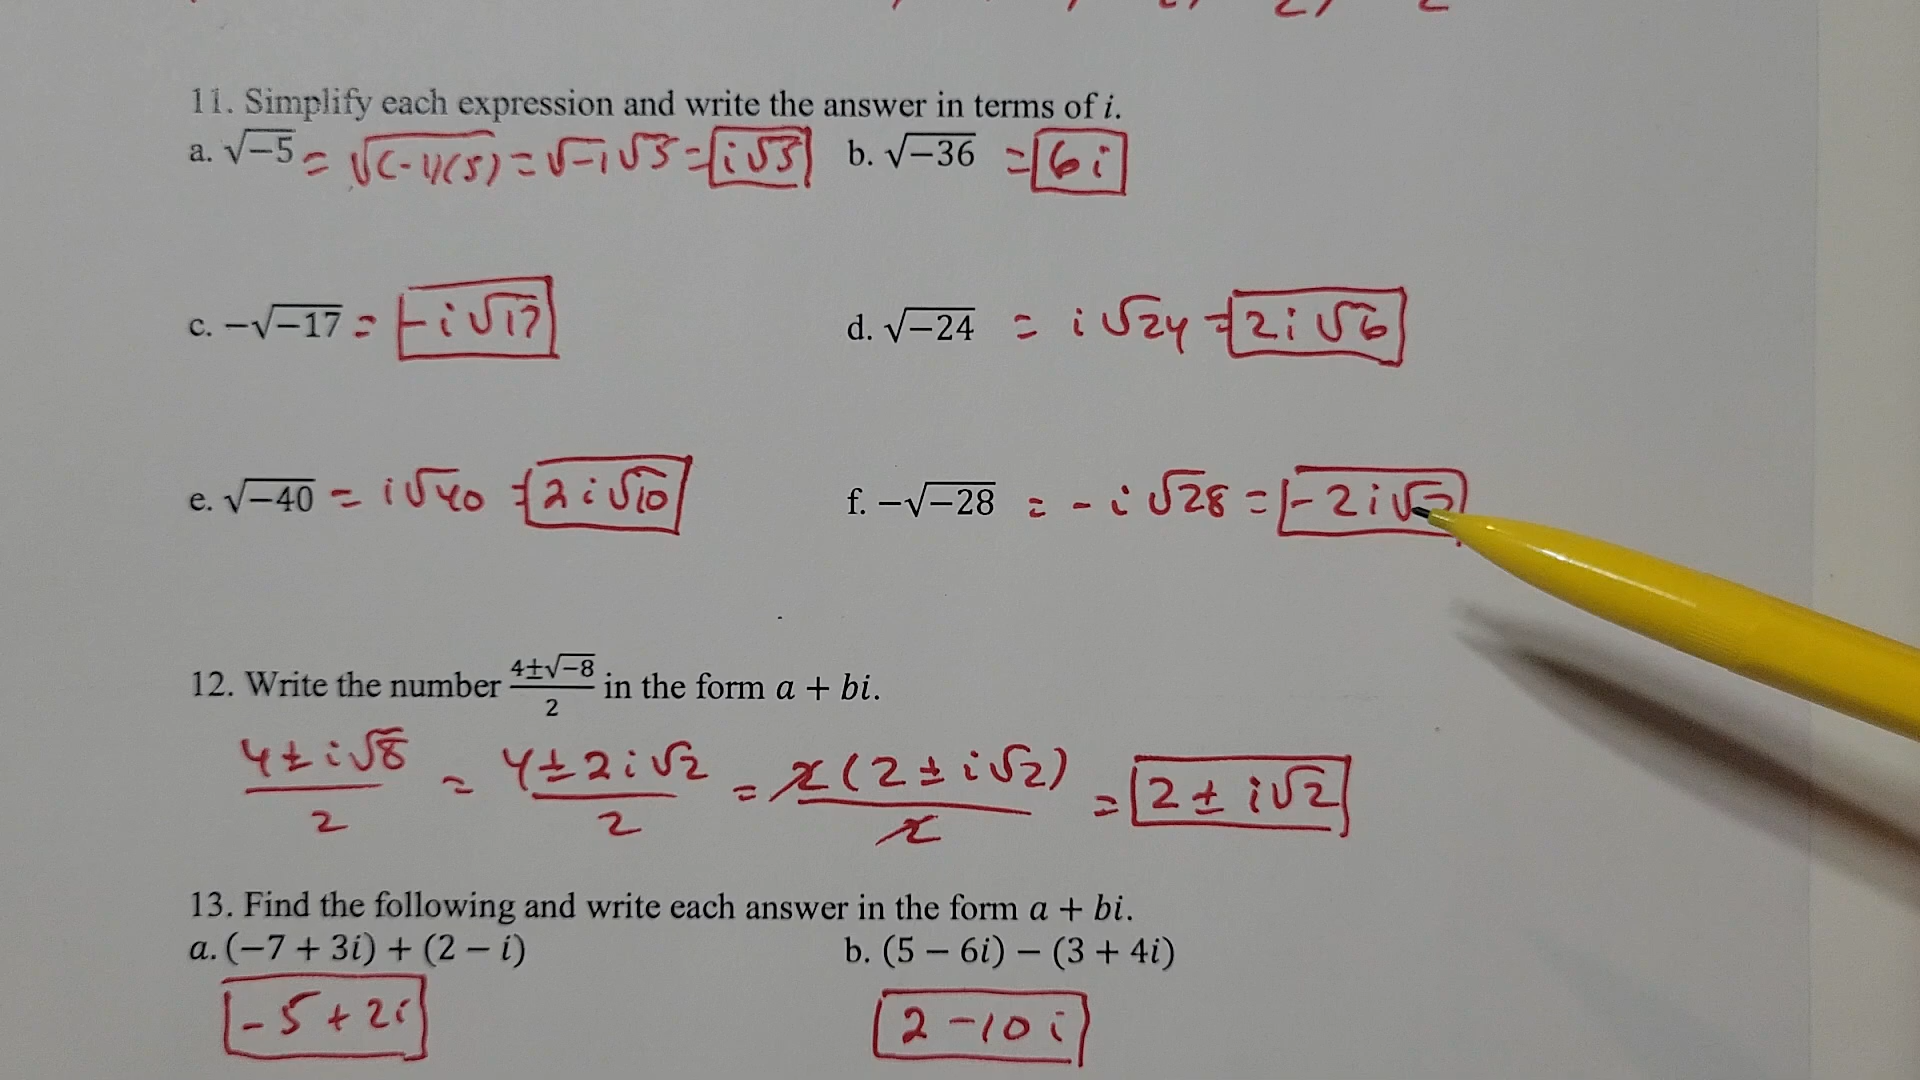 11. Simplify each expression and write the answer in terms of i.
a. √−5 = √(-1)(5) = √-1 √5 = i√5 b. √−36 = 6i
c. −√−17 = -i√17 d. √−24 = i√24 = 2i√6
e. √−40 = i√40 = 2i√10 f. −√−28 = -i√28 = -2i√
12. Write the number (4±√−8)/2 in the form a + bi.
(4±i√8)/2 = (4±2i√2)/2 = 2(2±i√2)/2 = 2±i√2
13. Find the following and write each answer in the form a + bi.
a. (−7 + 3i) + (2 − i) b. (5 − 6i) − (3 + 4i)
-5+2i 2-10i